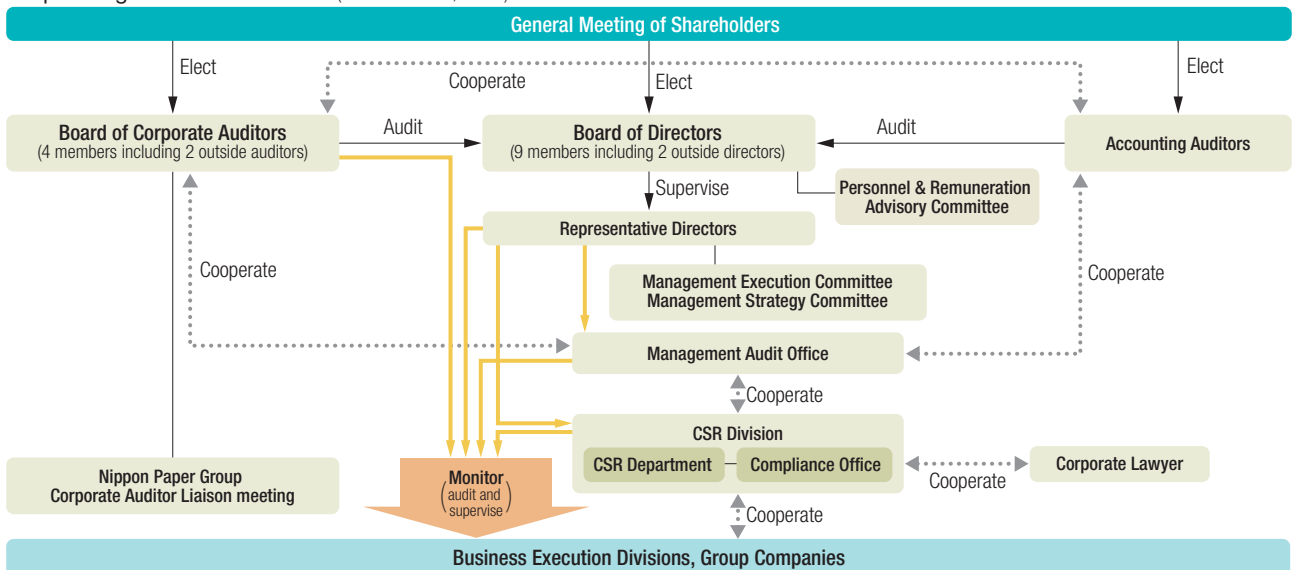 General Meeting of Shareholders
Elect
Cooperate
Elect
Elect
Board of Corporate Auditors
(4 members including 2 outside auditors)
Audit
Board of Directors
(9 members including 2 outside directors)
Audit
Accounting Auditors
Supervise
Personnel & Remuneration
Advisory Committee
Representative Directors
Cooperate
Cooperate
Management Execution Committee
Management Strategy Committee
Management Audit Office
Cooperate
CSR Division
CSR Department
Compliance Office
Corporate Lawyer
Cooperate
Nippon Paper Group
Corporate Auditor Liaison meeting
Monitor
(audit and
supervise)
Cooperate
Business Execution Divisions, Group Companies